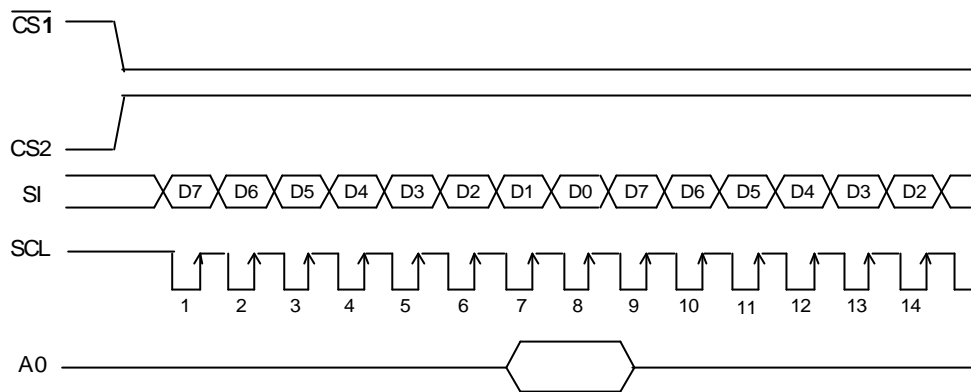 CS1
CS2
SI D7 D6 D5 D4 D3 D2 D1 D0 D7 D6 D5 D4 D3 D2
SCL
1 2 3 4 5 6 7 8 9 10 11 12 13 14
A0